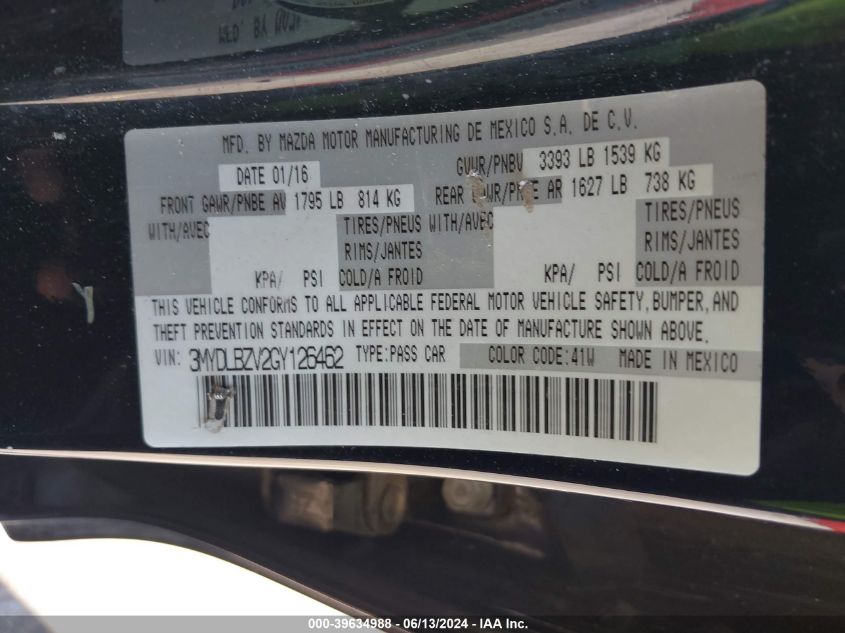 MFD. BY MAZDA MOTOR MANUFACTURING DE MEXICO S.A. DE C.V.
DATE 01/16 GVWR/PNBV 3393 LB 1539 KG
FRONT GAWR/PNBE AV 1795 LB 814 KG REAR GAWR/PNBE AR 1627 LB 738 KG
WITH/AVEC TIRES/PNEUS WITH/AVEC TIRES/PNEUS
RIMS/JANTES RIMS/JANTES
KPA/ PSI COLD/A FROID KPA/ PSI COLD/A FROID
THIS VEHICLE CONFORMS TO ALL APPLICABLE FEDERAL MOTOR VEHICLE SAFETY, BUMPER, AND
THEFT PREVENTION STANDARDS IN EFFECT ON THE DATE OF MANUFACTURE SHOWN ABOVE.
VIN: 3MYDLBZV2GY126462 TYPE:PASS CAR COLOR CODE:41W MADE IN MEXICO
000-39634988 - 06/13/2024 - IAAI.com